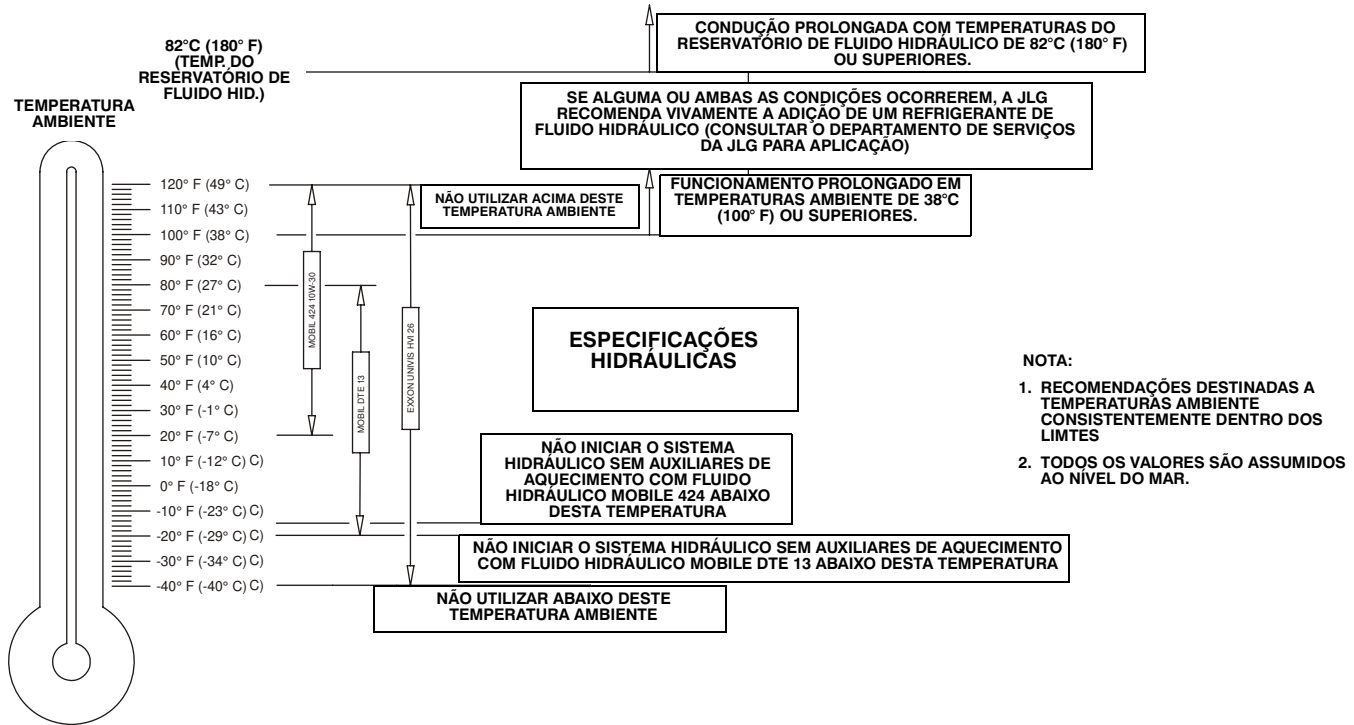 82°C (180° F)
(TEMP. DO
RESERVATÓRIO DE
FLUIDO HID.)
CONDUÇÃO PROLONGADA COM TEMPERATURAS DO
RESERVATÓRIO DE FLUIDO HIDRÁULICO DE 82°C (180° F)
OU SUPERIORES.
TEMPERATURA
AMBIENTE
SE ALGUMA OU AMBAS AS CONDIÇÕES OCORREREM, A JLG
RECOMENDA VIVAMENTE A ADIÇÃO DE UM REFRIGERANTE DE
FLUIDO HIDRÁULICO (CONSULTAR O DEPARTAMENTO DE SERVIÇOS
DA JLG PARA APLICAÇÃO)
120° F (49° C)
110° F (43° C)
100° F (38° C)
90° F (32° C)
80° F (27° C)
70° F (21° C)
60° F (16° C)
50° F (10° C)
40° F (4° C)
30° F (-1° C)
20° F (-7° C)
10° F (-12° C) C)
0° F (-18° C)
-10° F (-23° C) C)
-20° F (-29° C) C)
-30° F (-34° C) C)
-40° F (-40° C) C)
MOBIL 424 10W-30
MOBIL DTE 13
EXXON UNIVIS HVI 26
NÃO UTILIZAR ACIMA DESTE
TEMPERATURA AMBIENTE
FUNCIONAMENTO PROLONGADO EM
TEMPERATURAS AMBIENTE DE 38°C
(100° F) OU SUPERIORES.
ESPECIFICAÇÕES
HIDRÁULICAS
NÃO INICIAR O SISTEMA
HIDRÁULICO SEM AUXILIARES DE
AQUECIMENTO COM FLUIDO
HIDRÁULICO MOBILE 424 ABAIXO
DESTA TEMPERATURA
NÃO INICIAR O SISTEMA HIDRÁULICO SEM AUXILIARES DE AQUECIMENTO
COM FLUIDO HIDRÁULICO MOBILE DTE 13 ABAIXO DESTA TEMPERATURA
NÃO UTILIZAR ABAIXO DESTE
TEMPERATURA AMBIENTE
NOTA:
1. RECOMENDAÇÕES DESTINADAS A
TEMPERATURAS AMBIENTE
CONSISTENTEMENTE DENTRO DOS
LIMTES
2. TODOS OS VALORES SÃO ASSUMIDOS
AO NÍVEL DO MAR.